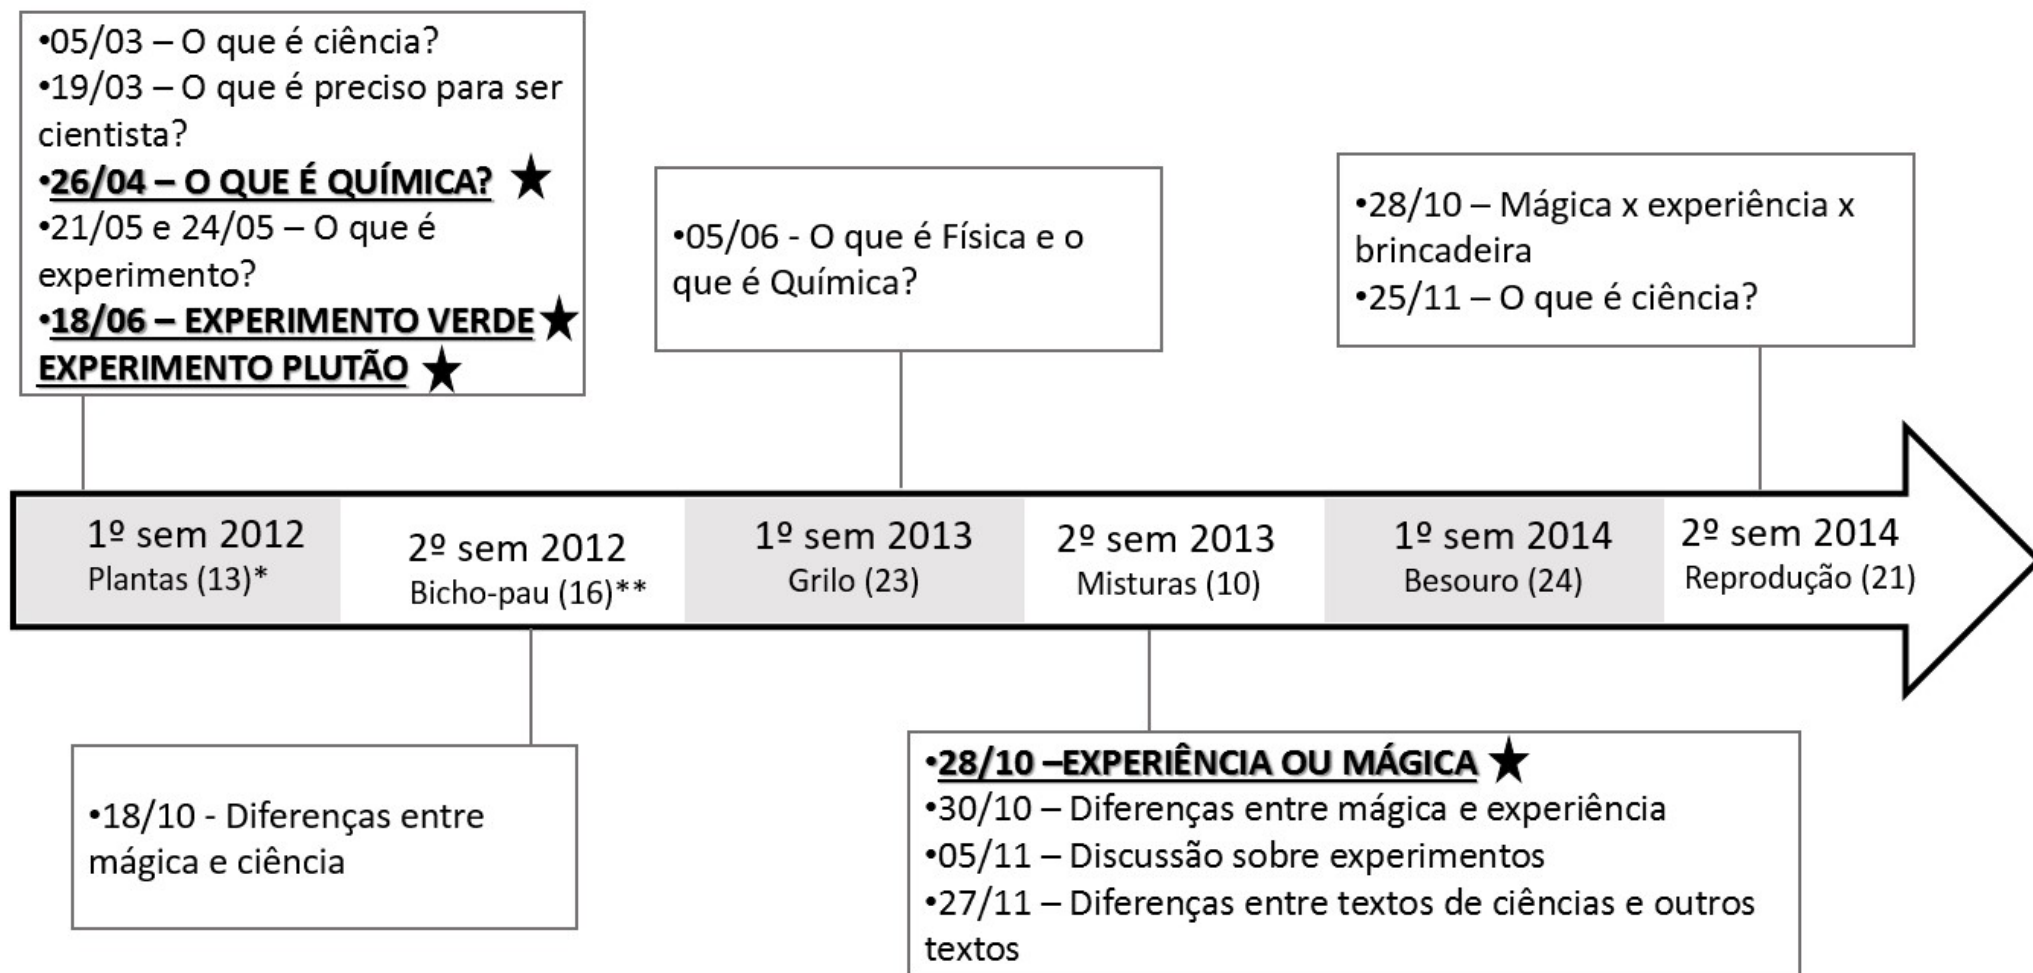 •05/03 – O que é ciência?
•19/03 – O que é preciso para ser
cientista?
•26/04 – O QUE É QUÍMICA? ★
•21/05 e 24/05 – O que é
experimento?
•18/06 – EXPERIMENTO VERDE ★
EXPERIMENTO PLUTÃO ★
•05/06 - O que é Física e o
que é Química?
•28/10 – Mágica x experiência x
brincadeira
•25/11 – O que é ciência?
1º sem 2012
Plantas (13)*
2º sem 2012
Bicho-pau (16)**
1º sem 2013
Grilo (23)
2º sem 2013
Misturas (10)
1º sem 2014
Besouro (24)
2º sem 2014
Reprodução (21)
•18/10 - Diferenças entre
mágica e ciência
•28/10 –EXPERIÊNCIA OU MÁGICA ★
•30/10 – Diferenças entre mágica e experiência
•05/11 – Discussão sobre experimentos
•27/11 – Diferenças entre textos de ciências e outros
textos